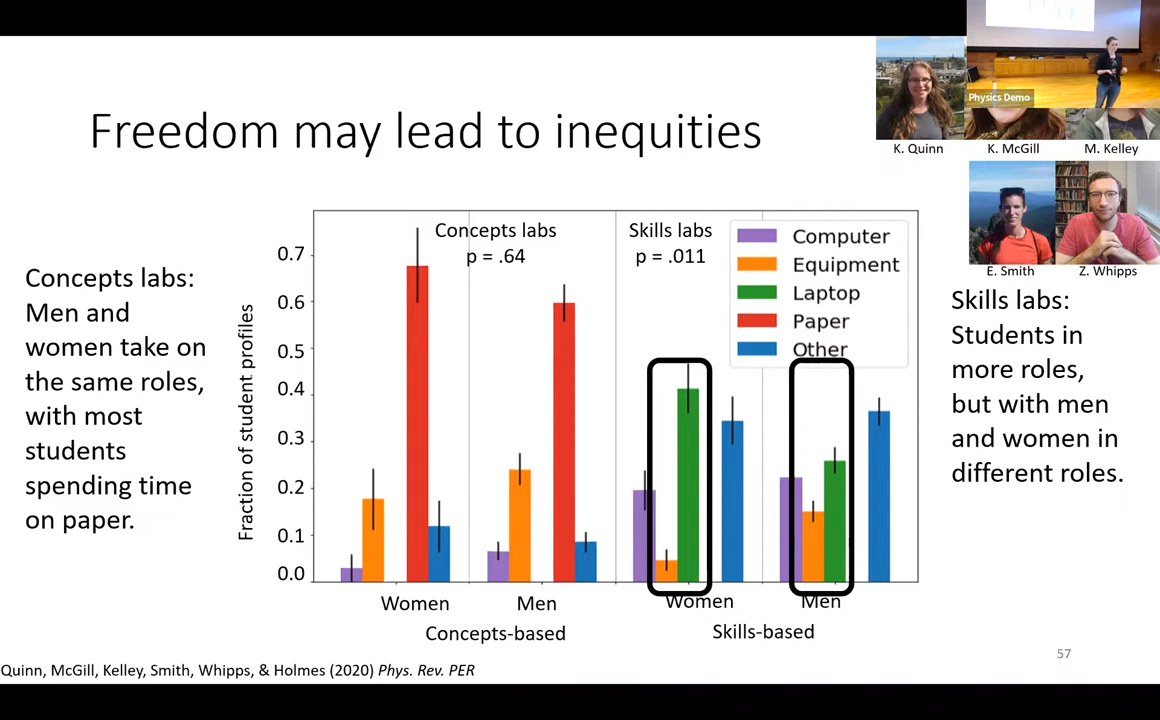 Freedom may lead to inequities
Physics Demo
K. Quinn
K. McGill
M. Kelley
E. Smith
Z. Whipps
Concepts labs:
Men and
women take on
the same roles,
with most
students
spending time
on paper.
Fraction of student profiles
0.7
0.6
0.5
0.4
0.3
0.2
0.1
0.0
Concepts labs
p = .64
Skills labs
p = .011
Computer
Equipment
Laptop
Paper
Other
Women
Men
Women
Men
Concepts-based
Skills-based
Skills labs:
Students in
more roles,
but with men
and women in
different roles.
57
Quinn, McGill, Kelley, Smith, Whipps, & Holmes (2020) Phys. Rev. PER